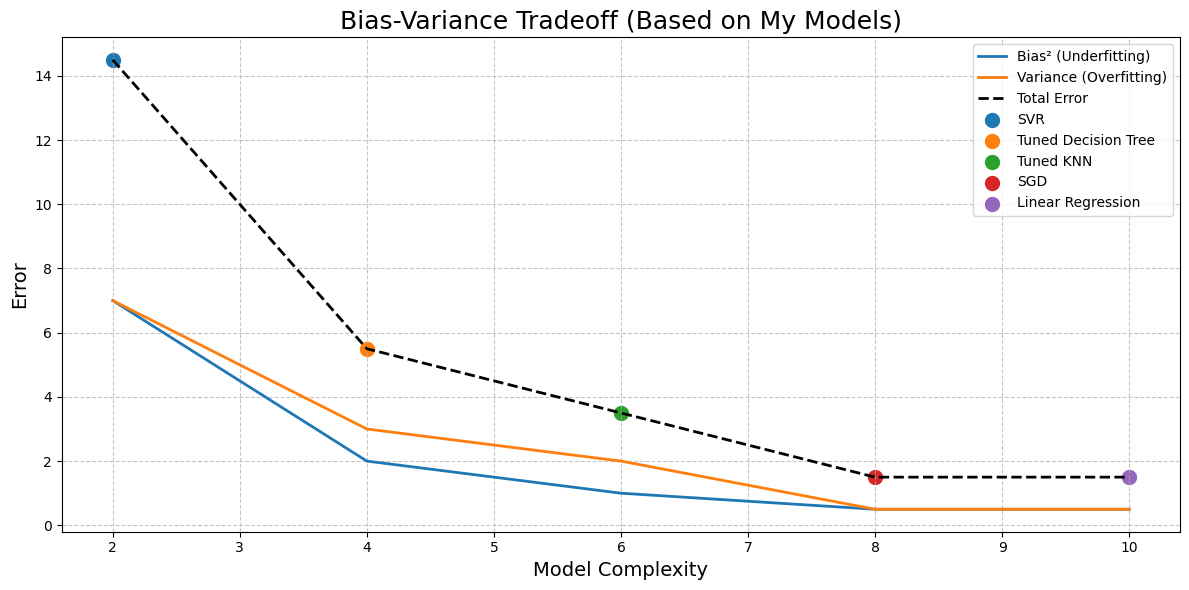 Bias-Variance Tradeoff (Based on My Models)
Bias² (Underfitting)
Variance (Overfitting)
Total Error
SVR
Tuned Decision Tree
Tuned KNN
SGD
Linear Regression
Error
14
12
10
8
6
4
2
0
2 3 4 5 6 7 8 9 10
Model Complexity